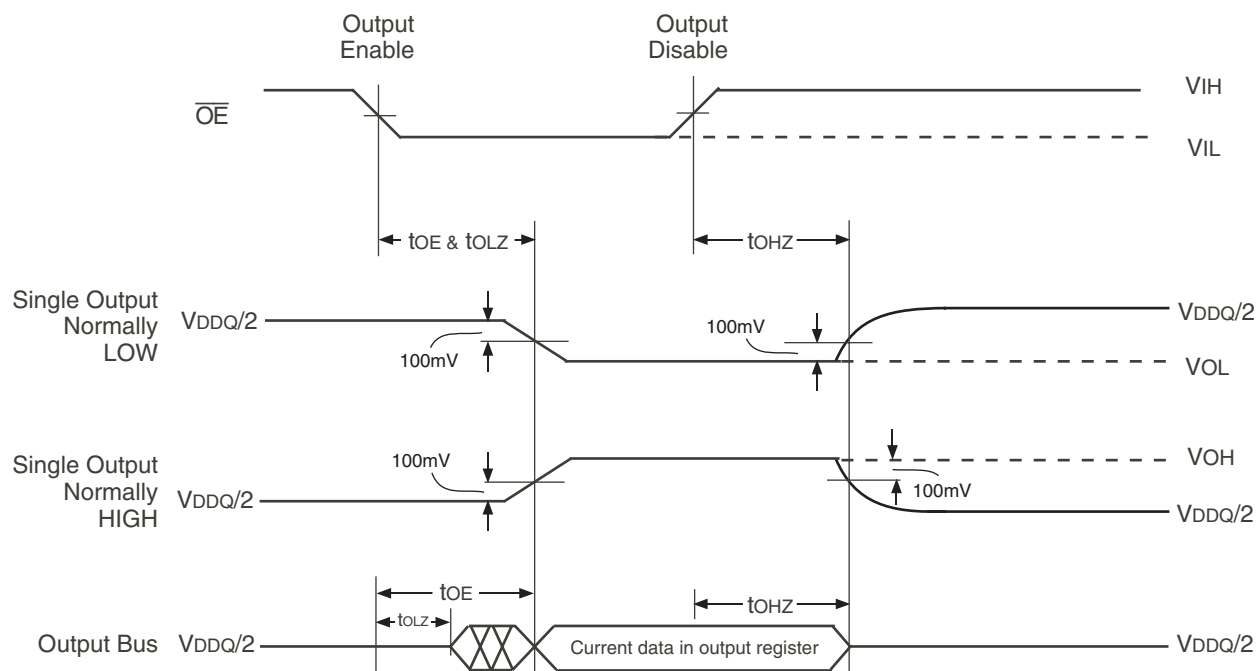 Output
Enable
Output
Disable
OE
VIH
VIL
tOE & tOLZ
tOHZ
Single Output
Normally
LOW
VDDQ/2
100mV
100mV
VDDQ/2
VOL
Single Output
Normally
HIGH
VDDQ/2
100mV
VOH
100mV
VDDQ/2
tOE
tOLZ
tOHZ
Output Bus
VDDQ/2
Current data in output register
VDDQ/2